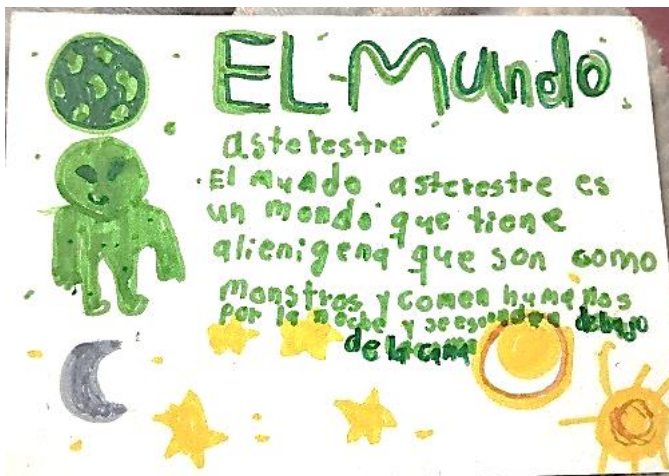 EL Mundo
asterestre
El mundo asterestre es
un mondo que tiene
alienigena que son como
monstros y comen humanos
por la noche y se esconden debajo
de la cama